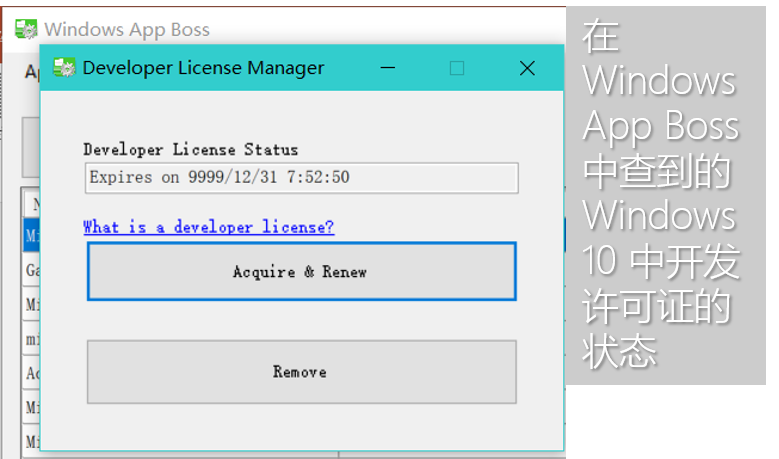 Windows App Boss
Developer License Manager
Developer License Status
Expires on 9999/12/31 7:52:50
What is a developer license?
Acquire & Renew
Remove
Mi
Ga
Mi
mi
Ac
Mi
Mi
在
Windows
App Boss
中查到的
Windows
10 中开发
许可证的
状态